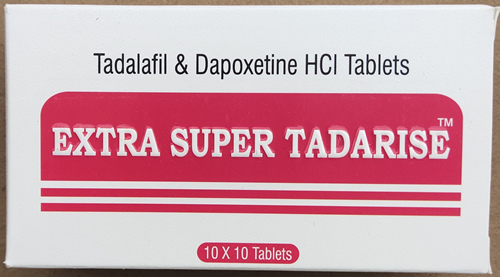 Tadalafil & Dapoxetine HCl Tablets
EXTRA SUPER TADARISE™
10 X 10 Tablets